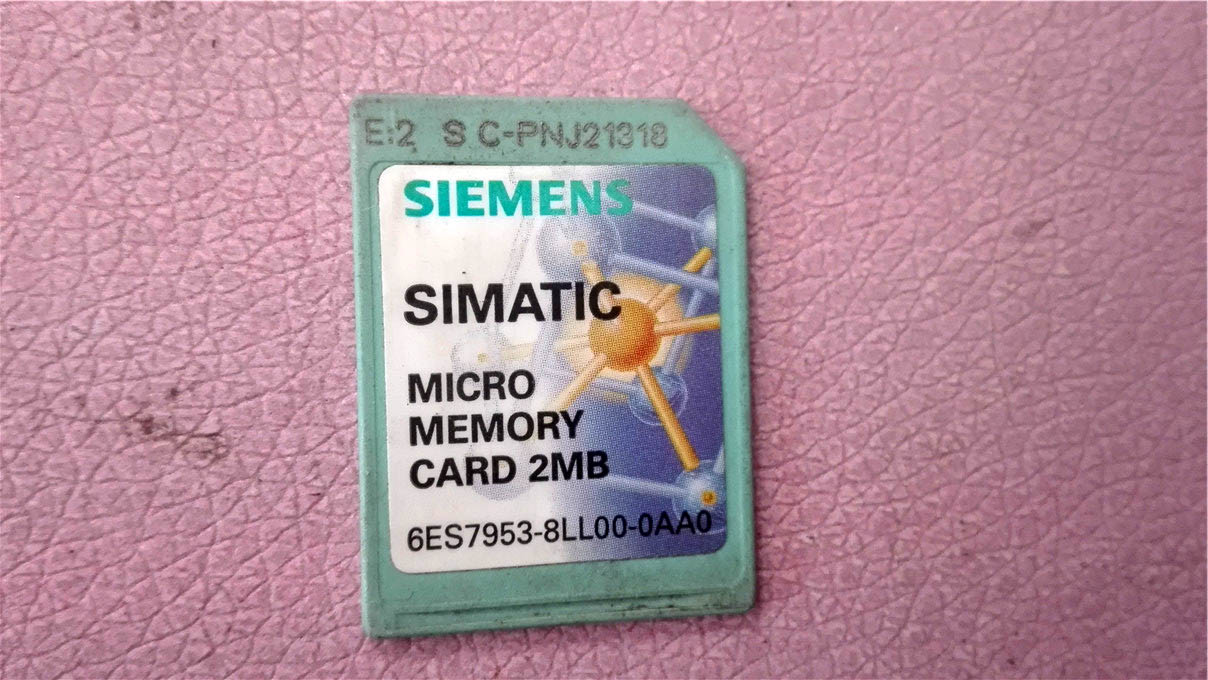 E:2 S C-PNJ21318
SIEMENS
SIMATIC
MICRO
MEMORY
CARD 2MB
6ES7953-8LL00-0AA0